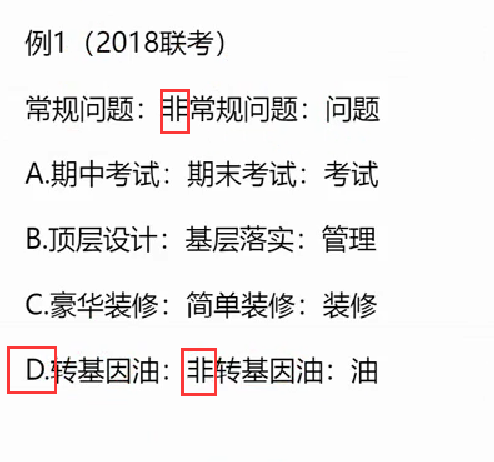 例1（2018联考）
常规问题：非常规问题：问题
A.期中考试：期末考试：考试
B.顶层设计：基层落实：管理
C.豪华装修：简单装修：装修
D.转基因油：非转基因油：油